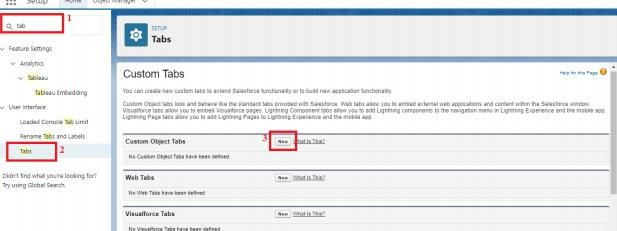 Setup Home Object Manager
tab
1
Feature Settings
Analytics
Tableau
Tableau Embedding
User Interface
Loaded Console Tab Limit
Rename Tabs and Labels
Tabs
2
Didn't find what you're looking for?
Try using Global Search.
SETUP
Tabs
Custom Tabs
Help for this Page
You can create new custom tabs to extend Salesforce functionality or to build new application functionality.
Custom Object tabs look and behave like the standard tabs provided with Salesforce. Web tabs allow you to embed external web applications and content within the Salesforce window.
Visualforce tabs allow you to embed Visualforce pages. Lightning Component tabs allow you to add Lightning components to the navigation menu in Lightning Experience and the mobile app.
Lightning Page tabs allow you to add Lightning Pages to Lightning Experience and the mobile app.
Custom Object Tabs 3 New What Is This?
No Custom Object Tabs have been defined
Web Tabs New What Is This?
No Web Tabs have been defined
Visualforce Tabs New What Is This?
No Visualforce Tabs have been defined